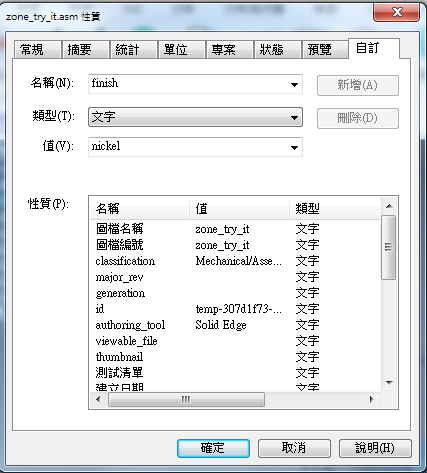 zone_try_it.asm 性質
常規 摘要 統計 單位 專案 狀態 預覽 自訂
名稱(N): finish 新增(A)
類型(T): 文字 刪除(D)
值(V): nickel
性質(P):
名稱 值 類型
圖檔名稱 zone_try_it 文字
圖檔編號 zone_try_it 文字
classification Mechanical/Asse... 文字
major_rev 文字
generation 文字
id temp-307d1f73-... 文字
authoring_tool Solid Edge 文字
viewable_file 文字
thumbnail 文字
測試清單 文字
建立日期 文字
確定 取消 說明(H)